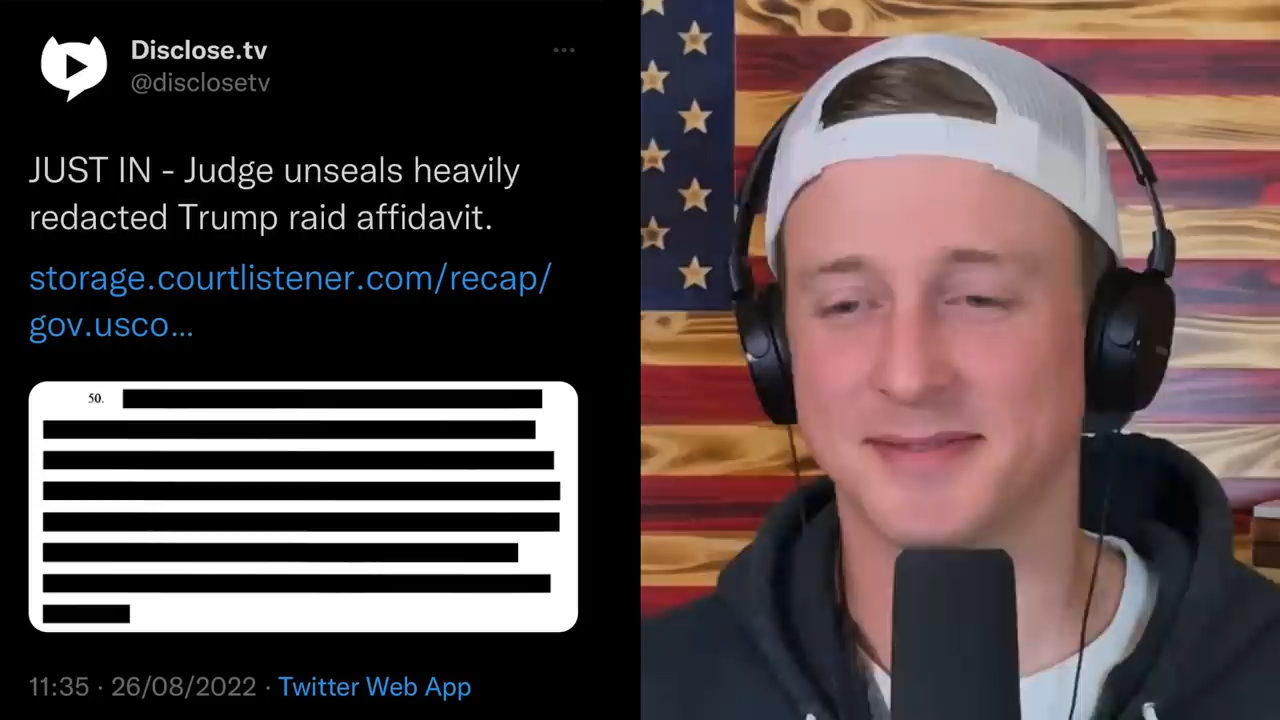 Disclose.tv
@disclosetv
JUST IN - Judge unseals heavily
redacted Trump raid affidavit.
storage.courtlistener.com/recap/
gov.usco...
50.
11:35 · 26/08/2022 · Twitter Web App